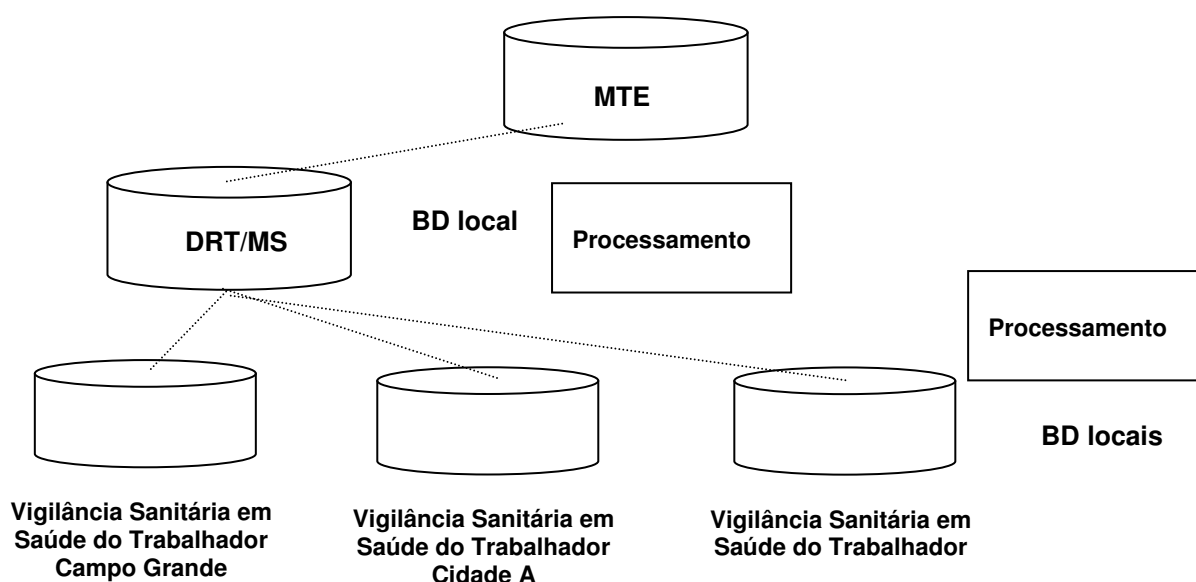 MTE
DRT/MS
BD local
Processamento
Processamento
BD locais
Vigilância Sanitária em
Saúde do Trabalhador
Campo Grande
Vigilância Sanitária em
Saúde do Trabalhador
Cidade A
Vigilância Sanitária em
Saúde do Trabalhador